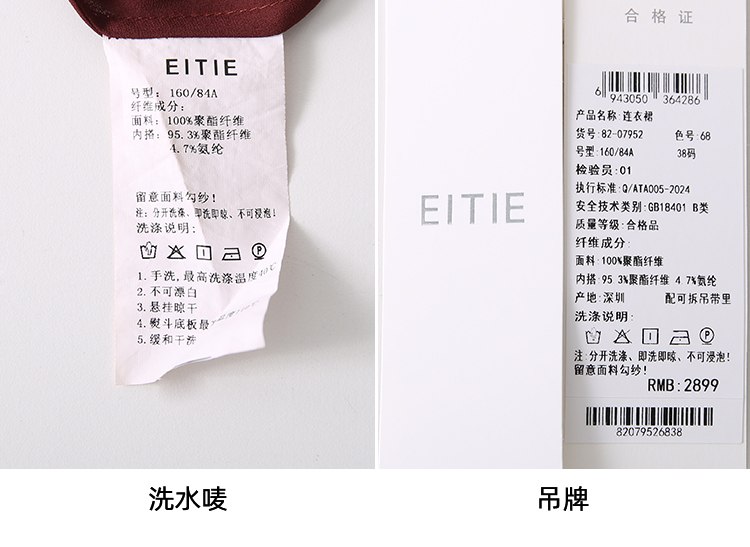 EITIE
号型：160/84A
纤维成分：
面料：100%聚酯纤维
内搭：95.3%聚酯纤维
4.7%氨纶
留意面料勾纱！
注：分开洗涤、即洗即晾、不可浸泡！
洗涤说明：
1.手洗,最高洗涤温度40℃
2.不可漂白
3.悬挂晾干
4.熨斗底板最
5.缓和干洗
洗水唛
EITIE
合格证
6 943050 364286
产品名称:连衣裙
货号:82-07952 色号:68
号型:160/84A 38码
检验员:01
执行标准:Q/ATA005-2024
安全技术类别:GB18401 B类
质量等级:合格品
纤维成分:
面料:100%聚酯纤维
内搭:95.3%聚酯纤维 4.7%氨纶
产地:深圳 配可拆吊带里
洗涤说明:
注:分开洗涤、即洗即晾、不可浸泡!
留意面料勾纱!
RMB:2899
82079526838
吊牌